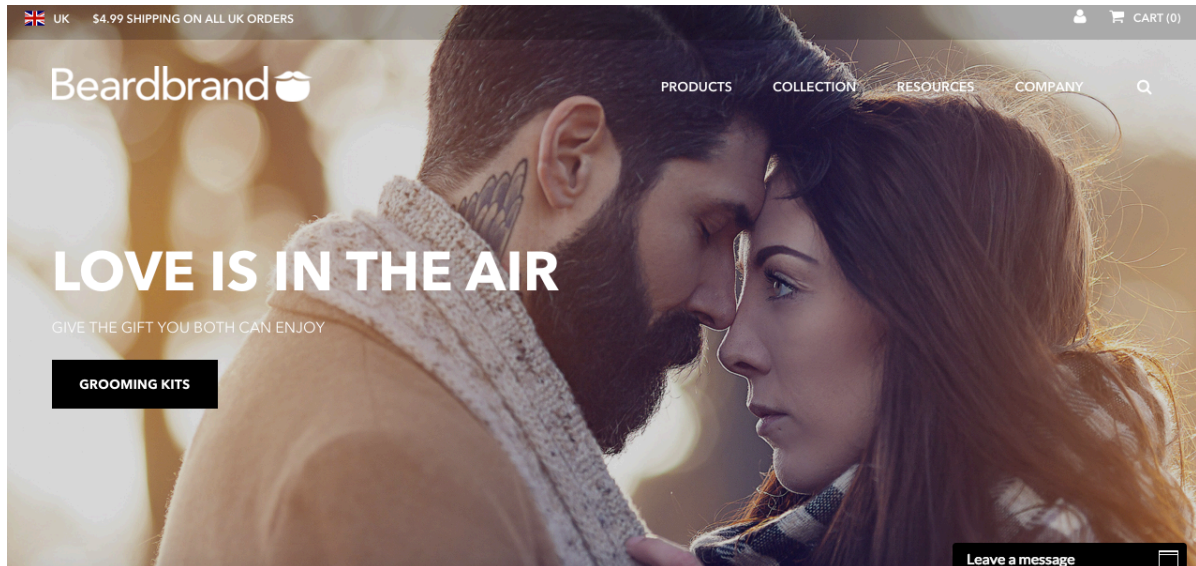 UK $4.99 SHIPPING ON ALL UK ORDERS
CART (0)
Beardbrand
PRODUCTS COLLECTION RESOURCES COMPANY
LOVE IS IN THE AIR
GIVE THE GIFT YOU BOTH CAN ENJOY
GROOMING KITS
Leave a message